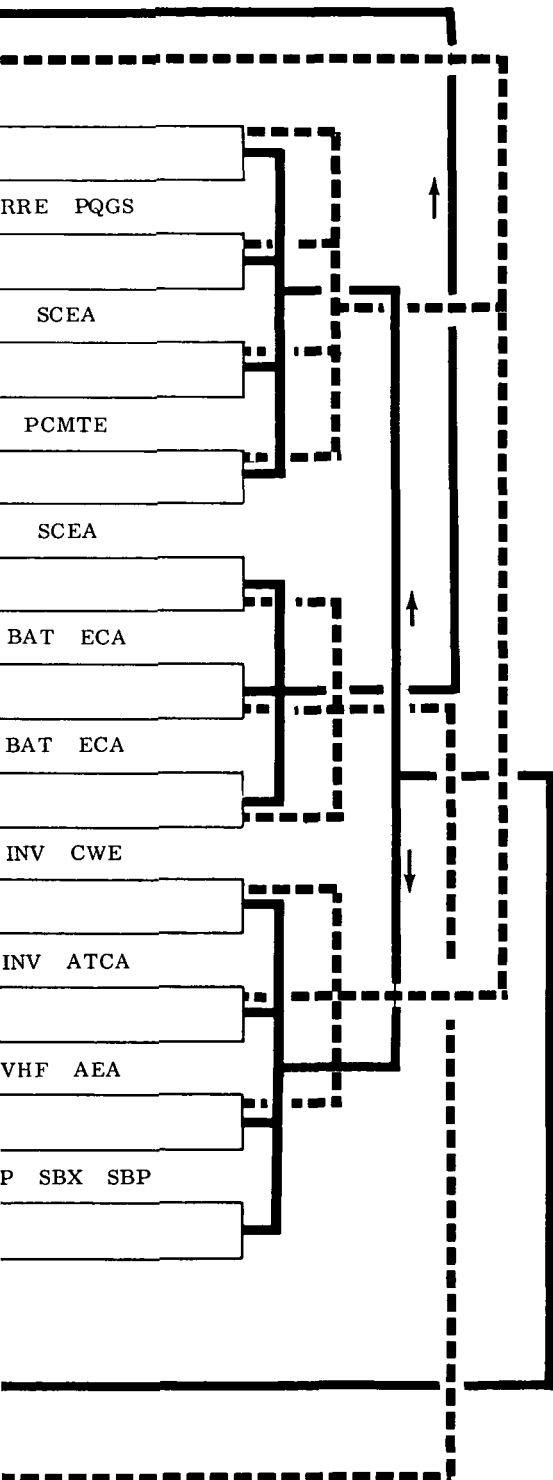 RRE PQGS
SCEA
PCMTE
SCEA
BAT ECA
BAT ECA
INV CWE
INV ATCA
VHF AEA
P SBX SBP